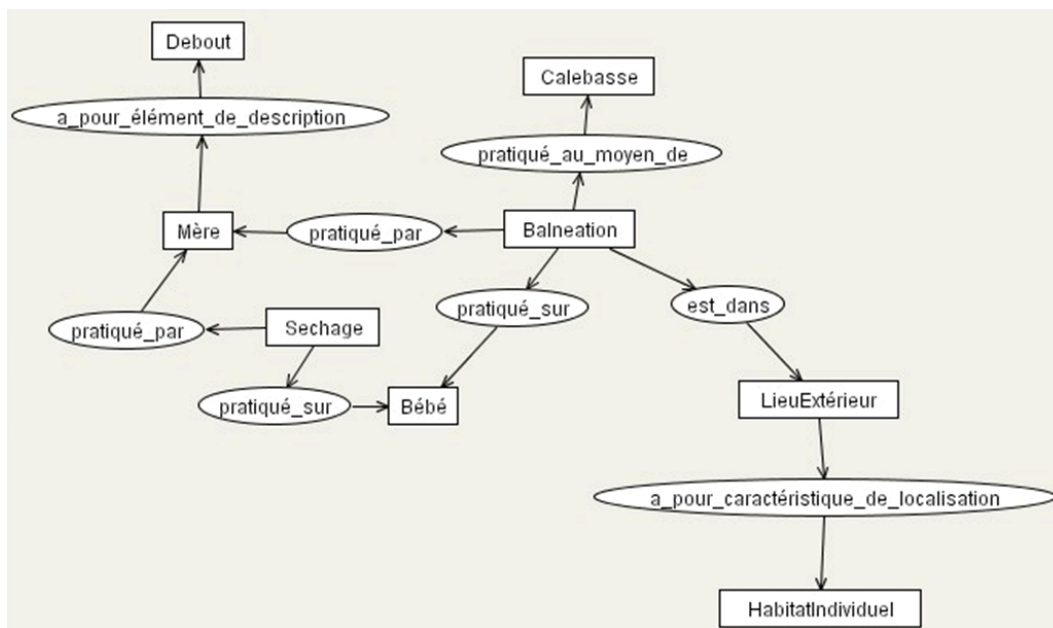 Debout
Calebasse
a_pour_élément_de_description
pratiqué_au_moyen_de
Mère
pratiqué_par
Balneation
pratiqué_sur
est_dans
pratiqué_par
Sechage
pratiqué_sur
Bébé
LieuExtérieur
a_pour_caractéristique_de_localisation
HabitatIndividuel